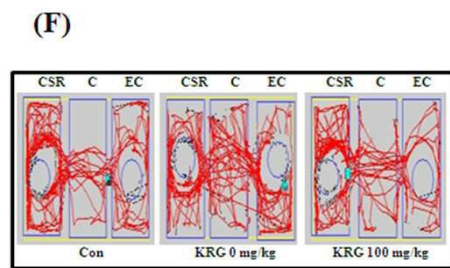 (F)
CSR C EC CSR C EC CSR C EC
Con KRG 0 mg/kg KRG 100 mg/kg